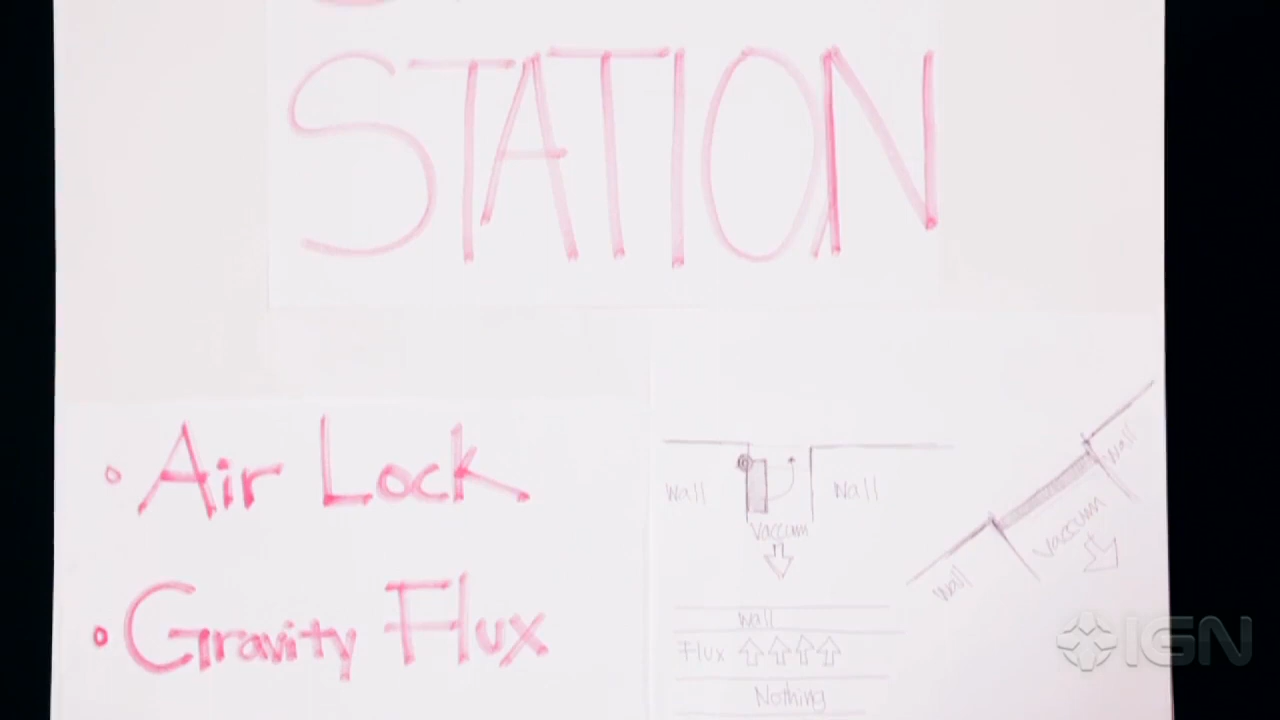 STATION
• Air Lock
• Gravity Flux
Wall
Wall
Vaccum
Wall
Vaccum
Wall
Wall
Flux
Nothing
IGN